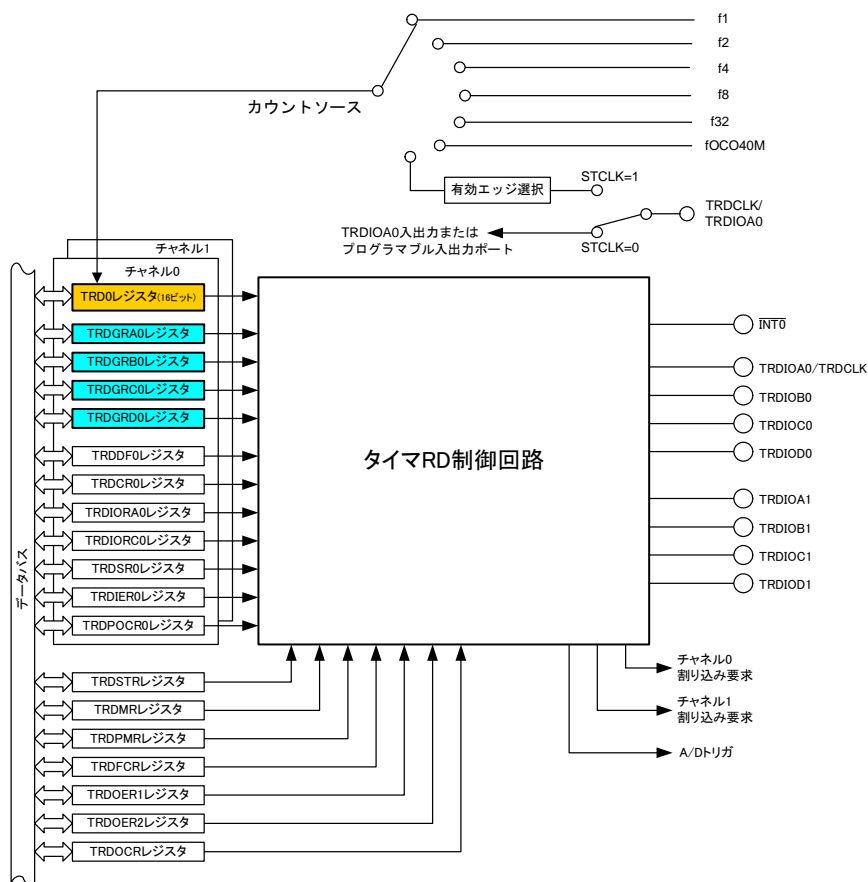 f1
f2
f4
f8
f32
fOCO40M
カウントソース
有効エッジ選択
STCLK=1
TRDCLK/
TRDIOA0
TRDIOA0入出力または
プログラマブル入出力ポート
STCLK=0
チャネル1
チャネル0
データバス
TRD0レジスタ(16ビット)
TRDGRA0レジスタ
TRDGRB0レジスタ
TRDGRC0レジスタ
TRDGRD0レジスタ
TRDDF0レジスタ
TRDCR0レジスタ
TRDIORA0レジスタ
TRDIORC0レジスタ
TRDSR0レジスタ
TRDIER0レジスタ
TRDPOCR0レジスタ
タイマRD制御回路
INT0
TRDIOA0/TRDCLK
TRDIOB0
TRDIOC0
TRDIOD0
TRDIOA1
TRDIOB1
TRDIOC1
TRDIOD1
TRDSTRレジスタ
TRDMRレジスタ
TRDPMRレジスタ
TRDFCRレジスタ
TRDOER1レジスタ
TRDOER2レジスタ
TRDOCRレジスタ
チャネル0
割り込み要求
チャネル1
割り込み要求
A/Dトリガ